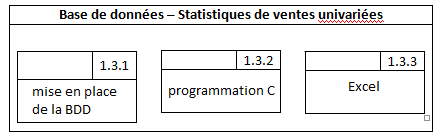 Base de données – Statistiques de ventes univariées
1.3.1
mise en place
de la BDD
1.3.2
programmation C
1.3.3
Excel